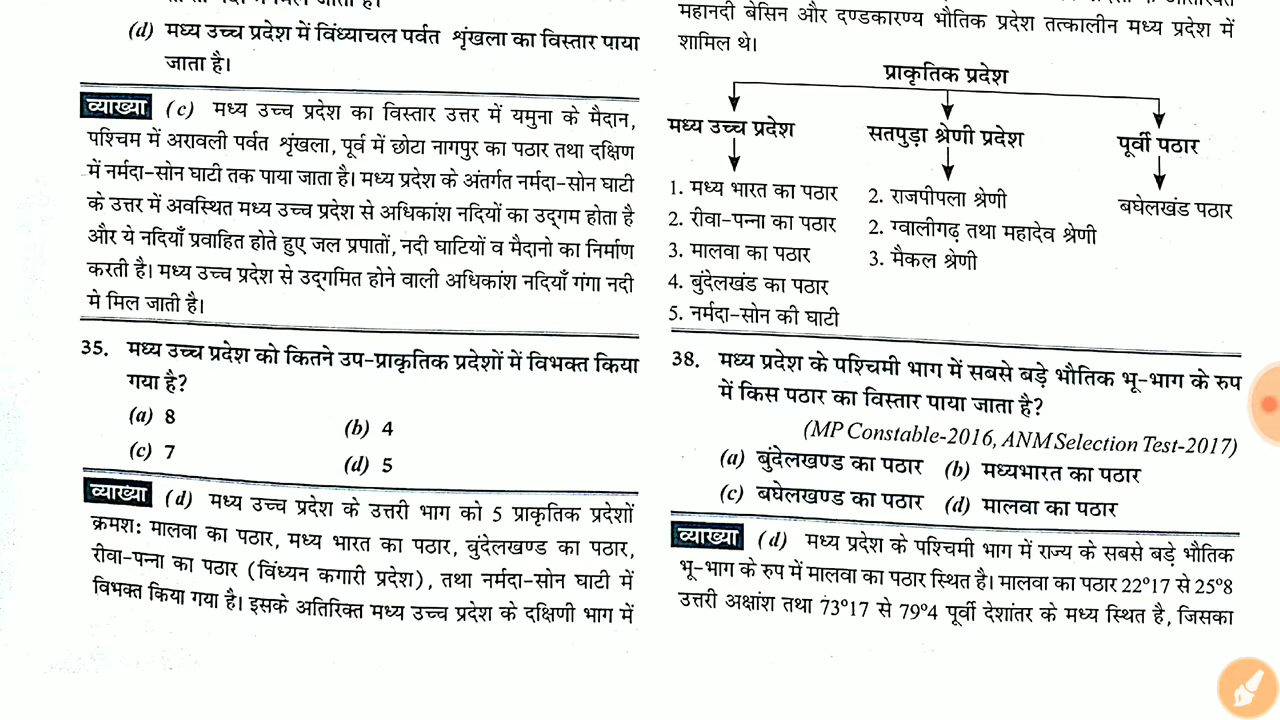 (d) मध्य उच्च प्रदेश में विंध्याचल पर्वत शृंखला का विस्तार पाया
जाता है।
व्याख्या (c) मध्य उच्च प्रदेश का विस्तार उत्तर में यमुना के मैदान,
पश्चिम में अरावली पर्वत शृंखला, पूर्व में छोटा नागपुर का पठार तथा दक्षिण
में नर्मदा-सोन घाटी तक पाया जाता है। मध्य प्रदेश के अंतर्गत नर्मदा-सोन घाटी
के उत्तर में अवस्थित मध्य उच्च प्रदेश से अधिकांश नदियों का उद्गम होता है
और ये नदियाँ प्रवाहित होते हुए जल प्रपातों, नदी घाटियों व मैदानो का निर्माण
करती है। मध्य उच्च प्रदेश से उद्गमित होने वाली अधिकांश नदियाँ गंगा नदी
मे मिल जाती है।
35. मध्य उच्च प्रदेश को कितने उप-प्राकृतिक प्रदेशों में विभक्त किया
गया है?
(a) 8 (b) 4
(c) 7 (d) 5
व्याख्या (d) मध्य उच्च प्रदेश के उत्तरी भाग को 5 प्राकृतिक प्रदेशों
क्रमश: मालवा का पठार, मध्य भारत का पठार, बुंदेलखण्ड का पठार,
रीवा-पन्ना का पठार (विंध्यन कगारी प्रदेश), तथा नर्मदा-सोन घाटी में
विभक्त किया गया है। इसके अतिरिक्त मध्य उच्च प्रदेश के दक्षिणी भाग में
महानदी बेसिन और दण्डकारण्य भौतिक प्रदेश तत्कालीन मध्य प्रदेश में
शामिल थे।
प्राकृतिक प्रदेश
मध्य उच्च प्रदेश सतपुड़ा श्रेणी प्रदेश पूर्वी पठार
1. मध्य भारत का पठार 2. राजपीपला श्रेणी बघेलखंड पठार
2. रीवा-पन्ना का पठार 2. ग्वालीगढ़ तथा महादेव श्रेणी
3. मालवा का पठार 3. मैकल श्रेणी
4. बुंदेलखंड का पठार
5. नर्मदा-सोन की घाटी
38. मध्य प्रदेश के पश्चिमी भाग में सबसे बड़े भौतिक भू-भाग के रुप
में किस पठार का विस्तार पाया जाता है?
(MP Constable-2016, ANM Selection Test-2017)
(a) बुंदेलखण्ड का पठार (b) मध्यभारत का पठार
(c) बघेलखण्ड का पठार (d) मालवा का पठार
व्याख्या (d) मध्य प्रदेश के पश्चिमी भाग में राज्य के सबसे बड़े भौतिक
भू-भाग के रुप में मालवा का पठार स्थित है। मालवा का पठार 22°17 से 25°8
उत्तरी अक्षांश तथा 73°17 से 79°4 पूर्वी देशांतर के मध्य स्थित है, जिसका